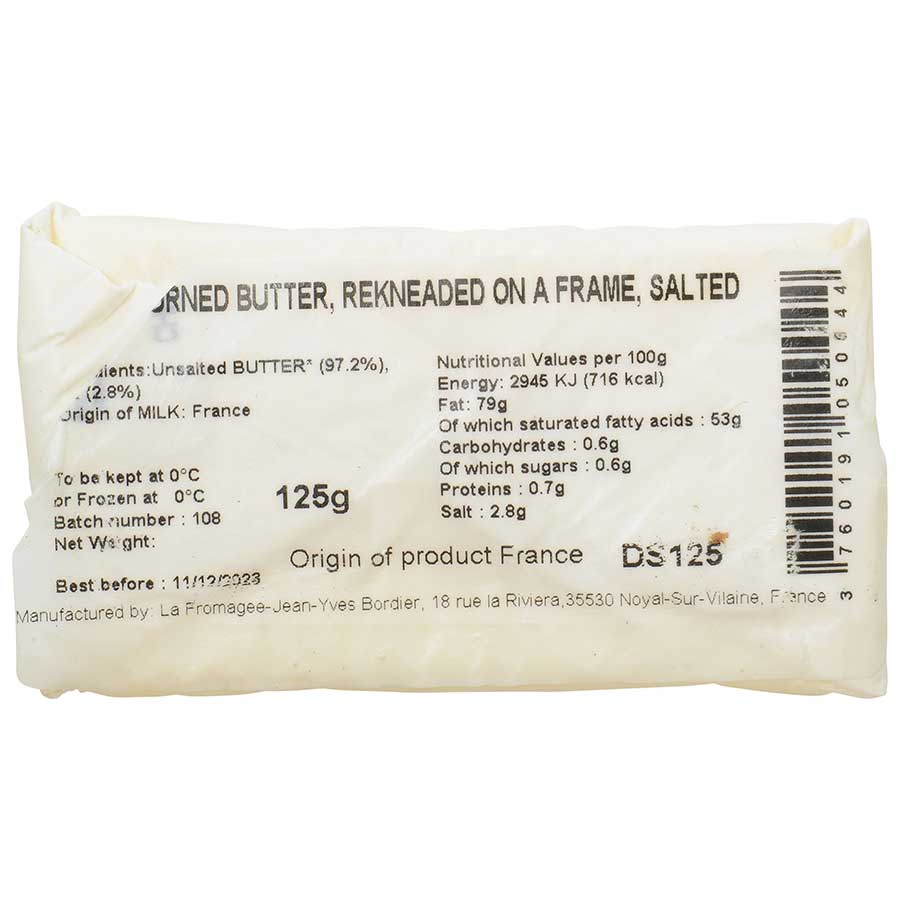 URNED BUTTER, REKNEADED ON A FRAME, SALTED
dients:Unsalted BUTTER* (97.2%),
(2.8%)
Origin of MILK: France
To be kept at 0°C
or Frozen at 0°C
Batch number : 108
Net Weight:
125g
Best before : 11/12/2023
Nutritional Values per 100g
Energy: 2945 KJ (716 kcal)
Fat: 79g
Of which saturated fatty acids : 53g
Carbohydrates : 0.6g
Of which sugars : 0.6g
Proteins : 0.7g
Salt : 2.8g
Origin of product France DS125
Manufactured by: La Fromagee-Jean-Yves Bordier, 18 rue la Riviera,35530 Noyal-Sur-Vilaine, France
3760191050644